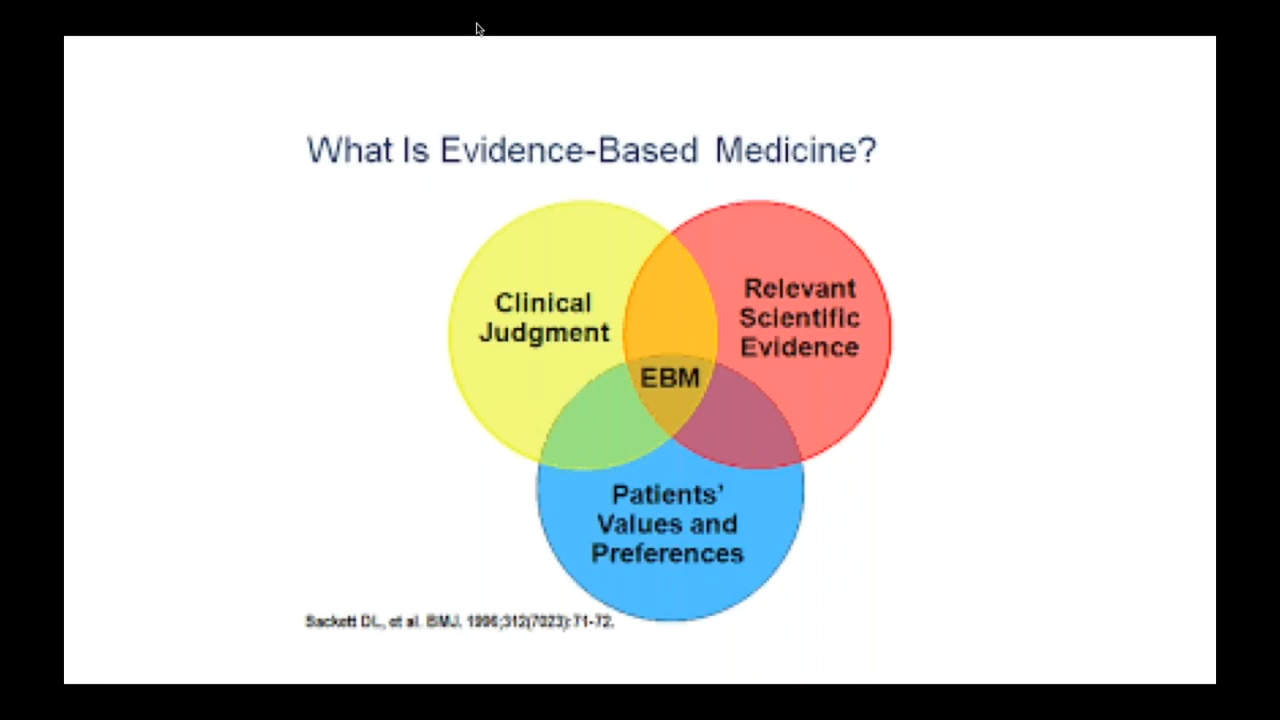 What Is Evidence-Based Medicine?
Clinical
Judgment
Relevant
Scientific
Evidence
EBM
Patients’
Values and
Preferences
Sackett DL, et al. BMJ. 1996;312(7023):71-72.